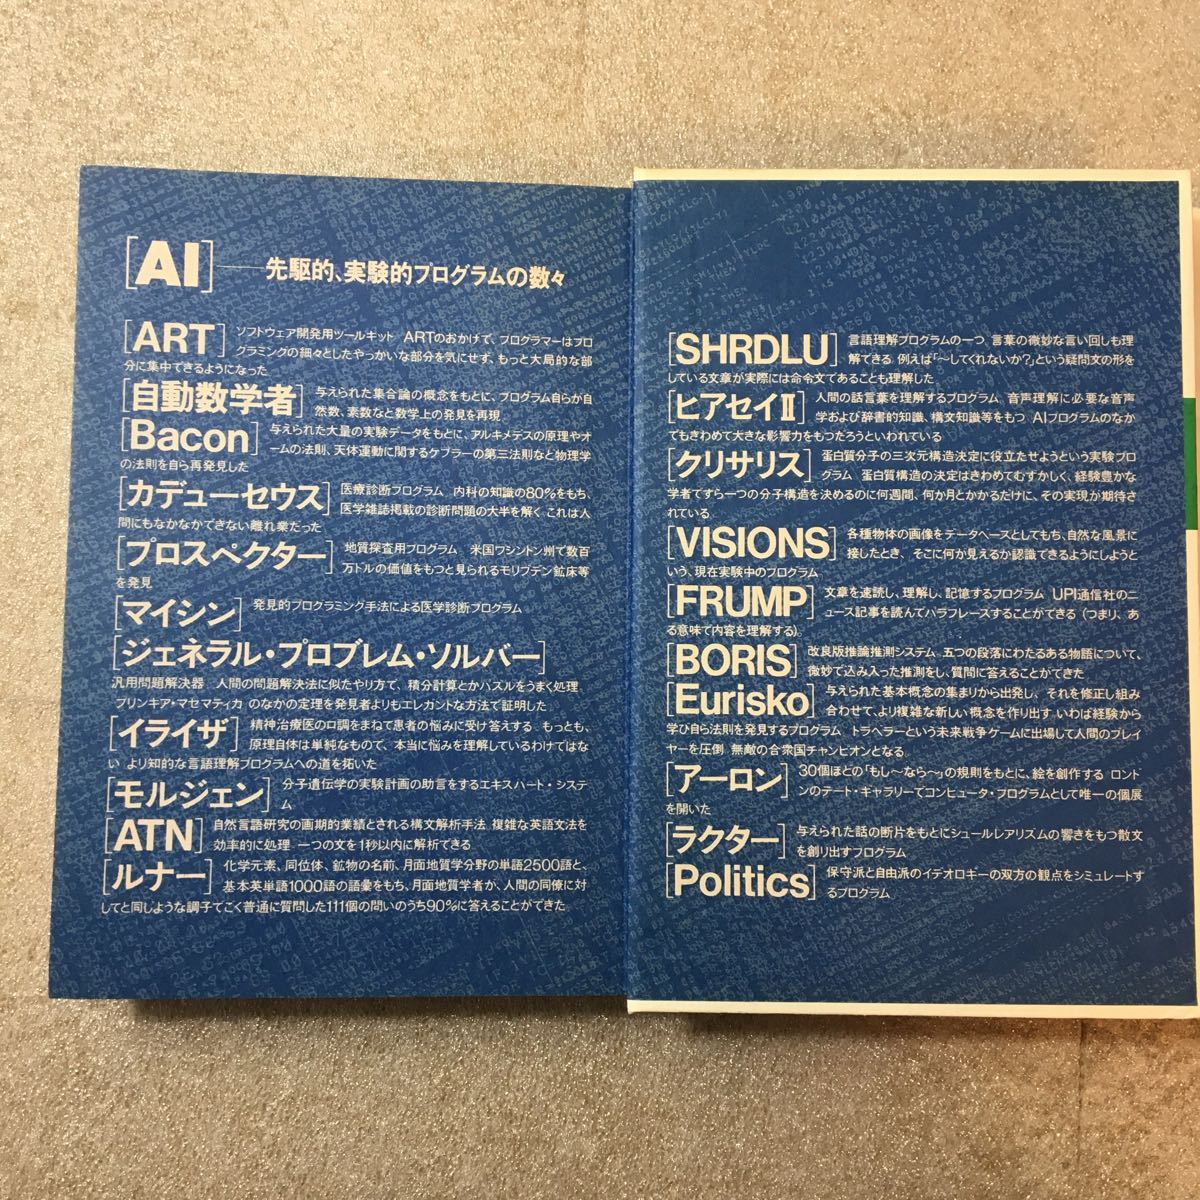 [AI]——先駆的、実験的プログラムの数々
[ART] ソフトウェア開発用ツールキット ARTのおかげで、プログラマーはプロ
グラミングの細々としたやっかいな部分を気にせず、もっと大局的な部
分に集中できるようになった
[自動数学者] 与えられた集合論の概念をもとに、プログラム自らが自
然数、素数など数学上の発見を再現
[Bacon] 与えられた大量の実験データをもとに、アルキメデスの原理やオ
ームの法則、天体運動に関するケプラーの第三法則など物理学
の法則を自ら再発見した
[カデューセウス] 医療診断プログラム 内科の知識の80%をもち、
医学雑誌掲載の診断問題の大半を解く これは人
間にもなかなかできない離れ業だった
[プロスペクター] 地質探査用プログラム 米国ワシントン州で数百
万ドルの価値をもつと見られるモリブデン鉱床等
を発見
[マイシン] 発見的プログラミング手法による医学診断プログラム
[ジェネラル・プロブレム・ソルバー]
汎用問題解決器 人間の問題解決法に似たやり方で、積分計算とかパズルをうまく処理
プリンキア・マセマティカ のなかの定理を発見者よりもエレガントな方法で証明した
[イライザ] 精神治療医の口調をまねて患者の悩みに受け答えする もっとも、
原理自体は単純なもので、本当に悩みを理解しているわけではな
い より知的な言語理解プログラムへの道を拓いた
[モルジェン] 分子遺伝学の実験計画の助言をするエキスパート・システ
ム
[ATN] 自然言語研究の画期的業績とされる構文解析手法 複雑な英語文法を
効率的に処理 一つの文を1秒以内に解析できる
[ルナー] 化学元素、同位体、鉱物の名前、月面地質学分野の単語2500語と、
基本英単語1000語の語彙をもち、月面地質学者が、人間の同僚に対
してと同じような調子でごく普通に質問した111個の問いのうち90%に答えることができた
[SHRDLU] 言語理解プログラムの一つ 言葉の微妙な言い回しも理
解できる 例えば「〜してくれないか?」という疑問文の形を
している文章が実際には命令文であることも理解した
[ヒアセイII] 人間の話言葉を理解するプログラム 音声理解に必要な音声
学および辞書的知識、構文知識等をもつ AIプログラムのなか
でもきわめて大きな影響力をもつだろうといわれている
[クリサリス] 蛋白質分子の三次元構造決定に役立たせようという実験プロ
グラム 蛋白質構造の決定はきわめてむずかしく、経験豊かな
学者ですら一つの分子構造を決めるのに何週間、何か月とかかるだけに、その実現が期待さ
れている
[VISIONS] 各種物体の画像をデータベースとしてもち、自然な風景に
接したとき、そこに何が見えるか認識できるようにしようと
いう、現在実験中のプログラム
[FRUMP] 文章を速読し、理解し、記憶するプログラム UPI通信社のニ
ュース記事を読んでパラフレースすることができる(つまり、あ
る意味で内容を理解する)
[BORIS] 改良版推論推測システム 五つの段落にわたるある物語について、
微妙で込み入った推測をし、質問に答えることができた
[Eurisko] 与えられた基本概念の集まりから出発し、それを修正し組み
合わせて、より複雑な新しい概念を作り出す いわば経験から
学び自ら法則を発見するプログラム トラベラーという未来戦争ゲームに出場して人間のプレイ
ヤーを圧倒 無敵の合衆国チャンピオンとなる
[アーロン] 30個ほどの「もし〜なら〜」の規則をもとに、絵を創作する ロンド
ンのテート・ギャラリーでコンピュータ・プログラムとして唯一の個展
を開いた
[ラクター] 与えられた話の断片をもとにシュールレアリスムの響きをもつ散文
を創り出すプログラム
[Politics] 保守派と自由派のイデオロギーの双方の観点をシミュレートす
るプログラム